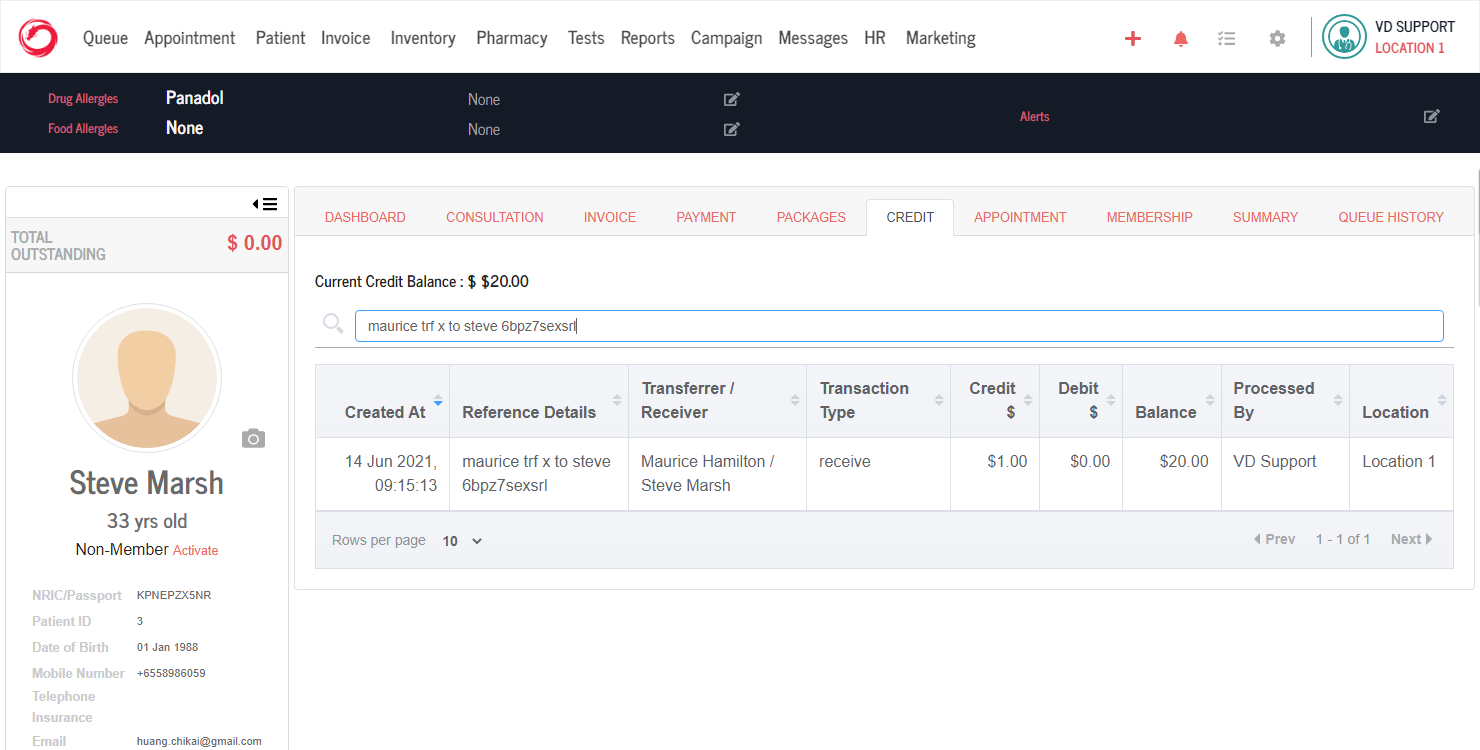 Queue Appointment Patient Invoice Inventory Pharmacy Tests Reports Campaign Messages HR Marketing
VD SUPPORT
LOCATION 1
Drug Allergies Panadol None
Food Allergies None None
Alerts
TOTAL
OUTSTANDING
$ 0.00
Steve Marsh
33 yrs old
Non-Member Activate
NRIC/Passport KPNEPZX5NR
Patient ID 3
Date of Birth 01 Jan 1988
Mobile Number +6558986059
Telephone
Insurance
Email huang.chikai@gmail.com
DASHBOARD CONSULTATION INVOICE PAYMENT PACKAGES CREDIT APPOINTMENT MEMBERSHIP SUMMARY QUEUE HISTORY
Current Credit Balance : $ $20.00
maurice trf x to steve 6bpz7sexsrl
Transferrer / Transaction Credit Debit Processed
Created At Reference Details Receiver Type $ $ Balance By Location
14 Jun 2021, maurice trf x to steve Maurice Hamilton / receive $1.00 $0.00 $20.00 VD Support Location 1
09:15:13 6bpz7sexsrl Steve Marsh
Rows per page 10 Prev 1 - 1 of 1 Next